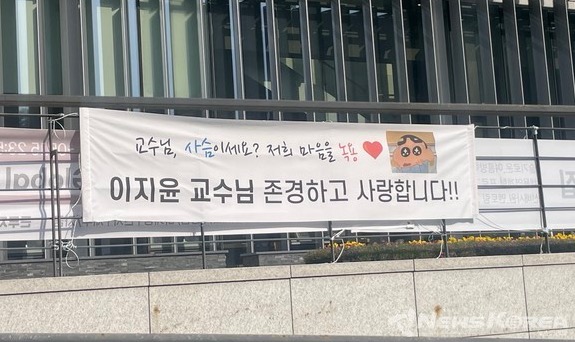 교수님, 사슴이세요? 저희 마음을 녹용
이지윤 교수님 존경하고 사랑합니다!!
Global
NewsKorea